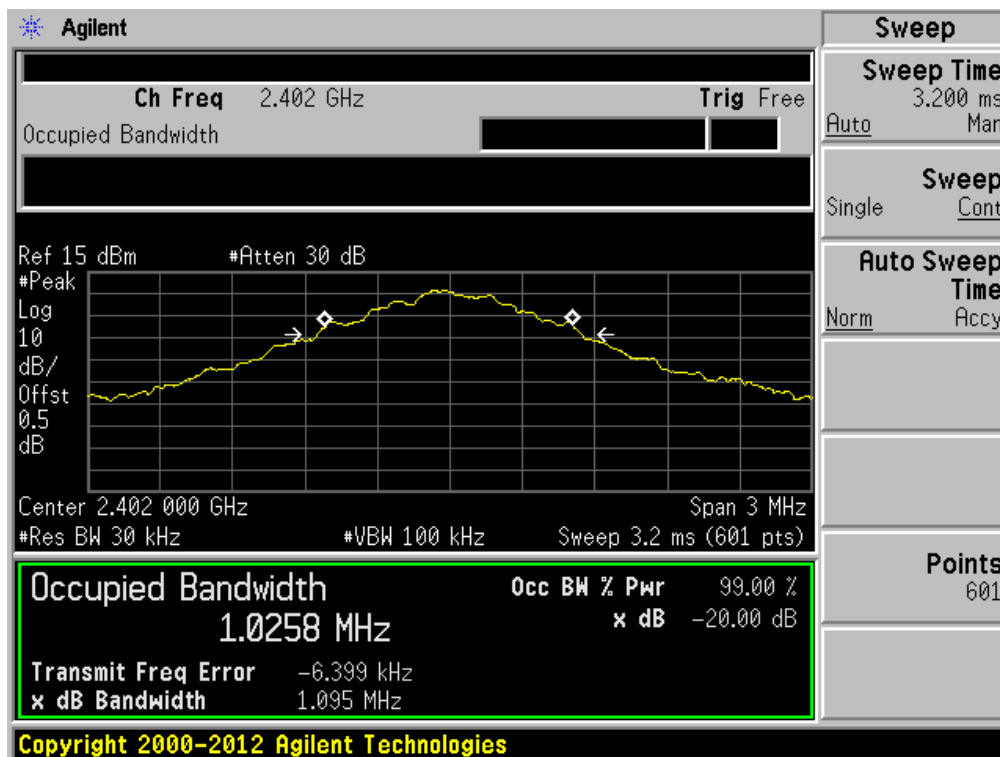 Agilent
Ch Freq 2.402 GHz Trig Free
Occupied Bandwidth
Ref 15 dBm #Atten 30 dB
#Peak
Log
10
dB/
Offst
0.5
dB
Center 2.402 000 GHz Span 3 MHz
#Res BW 30 kHz #VBW 100 kHz Sweep 3.2 ms (601 pts)
Occupied Bandwidth
1.0258 MHz
Occ BW % Pwr 99.00 %
x dB -20.00 dB
Transmit Freq Error -6.399 kHz
x dB Bandwidth 1.095 MHz
Copyright 2000-2012 Agilent Technologies
Sweep
Sweep Time
3.200 ms
Auto Man
Sweep
Single Cont
Auto Sweep
Time
Norm Accy
Points
601